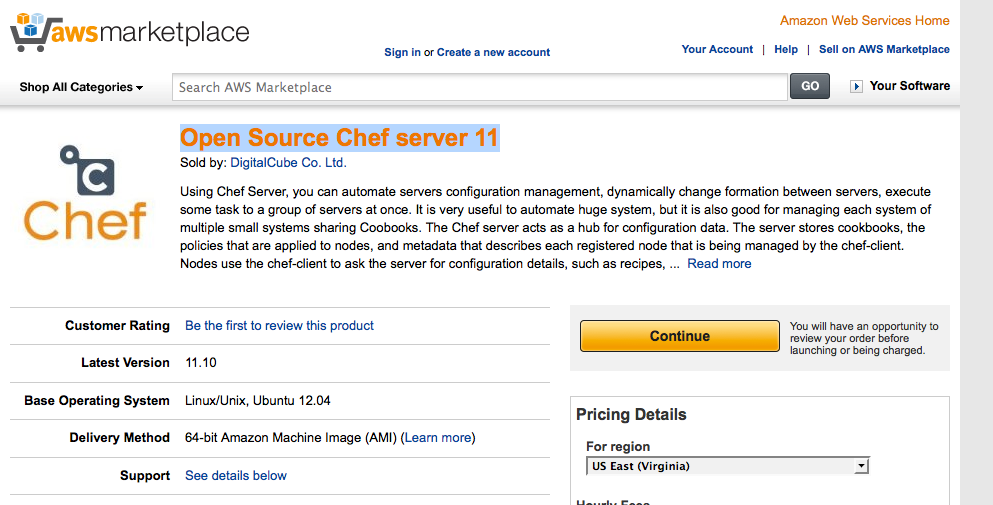 awsmarketplace
Amazon Web Services Home
Sign in or Create a new account
Your Account | Help | Sell on AWS Marketplace
Shop All Categories
Search AWS Marketplace
GO
Your Software
Open Source Chef server 11
Sold by: DigitalCube Co. Ltd.
C
Chef
Using Chef Server, you can automate servers configuration management, dynamically change formation between servers, execute
some task to a group of servers at once. It is very useful to automate huge system, but it is also good for managing each system of
multiple small systems sharing Coobooks. The Chef server acts as a hub for configuration data. The server stores cookbooks, the
policies that are applied to nodes, and metadata that describes each registered node that is being managed by the chef-client.
Nodes use the chef-client to ask the server for configuration details, such as recipes, ... Read more
Customer Rating Be the first to review this product
Latest Version 11.10
Base Operating System Linux/Unix, Ubuntu 12.04
Delivery Method 64-bit Amazon Machine Image (AMI) (Learn more)
Support See details below
Continue
You will have an opportunity to
review your order before
launching or being charged.
Pricing Details
For region
US East (Virginia)
Hourly Fees